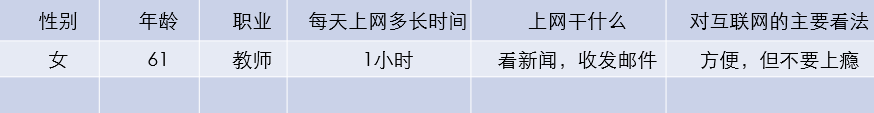 性别 年龄 职业 每天上网多长时间 上网干什么 对互联网的主要看法
女 61 教师 1小时 看新闻，收发邮件 方便，但不要上瘾